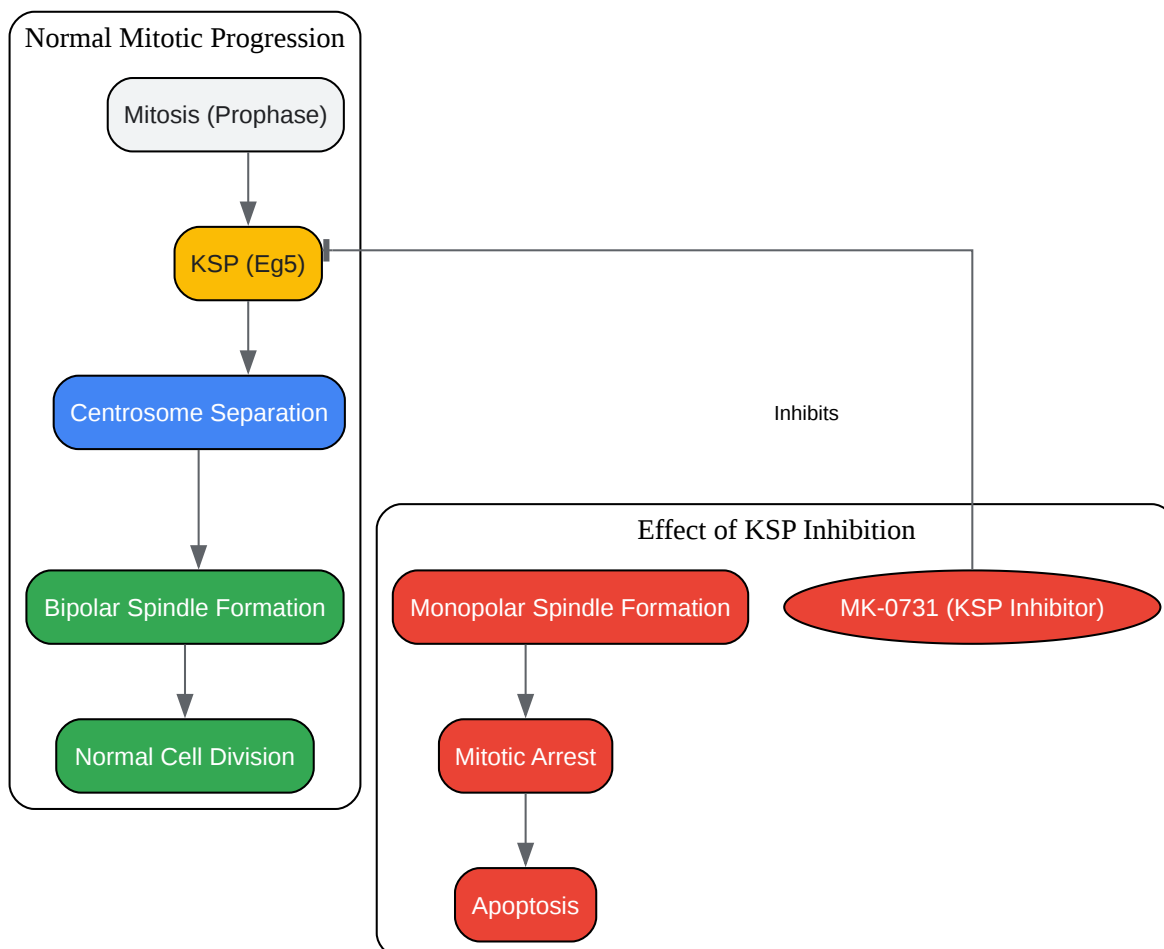 Normal Mitotic Progression
Mitosis (Prophase)
KSP (Eg5)
Centrosome Separation
Bipolar Spindle Formation
Normal Cell Division
Inhibits
Effect of KSP Inhibition
Monopolar Spindle Formation
MK-0731 (KSP Inhibitor)
Mitotic Arrest
Apoptosis